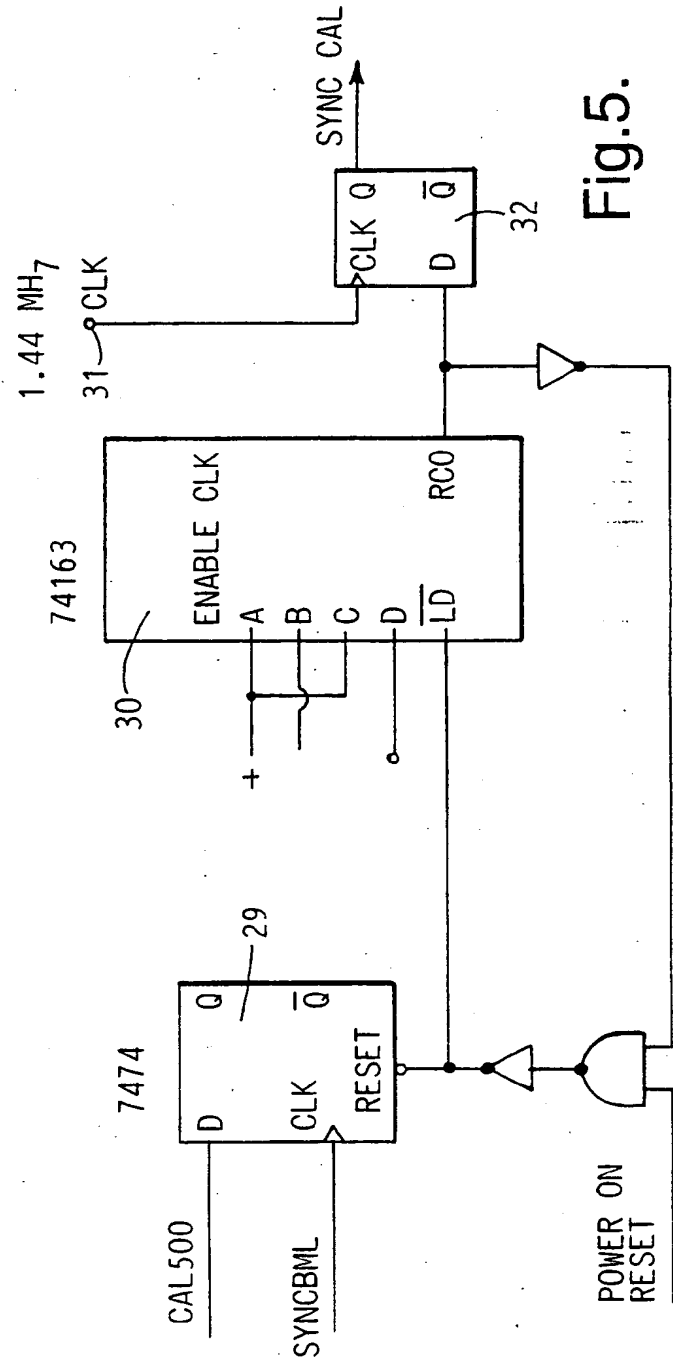 1.44 MH7
31 CLK
74163
30
ENABLE CLK
+
A
B
C
D
LD
RCO
CLK Q
D Q
32
SYNC CAL
7474
29
CAL500
D Q
CLK Q
SYNCBML
RESET
POWER ON
RESET
Fig.5.